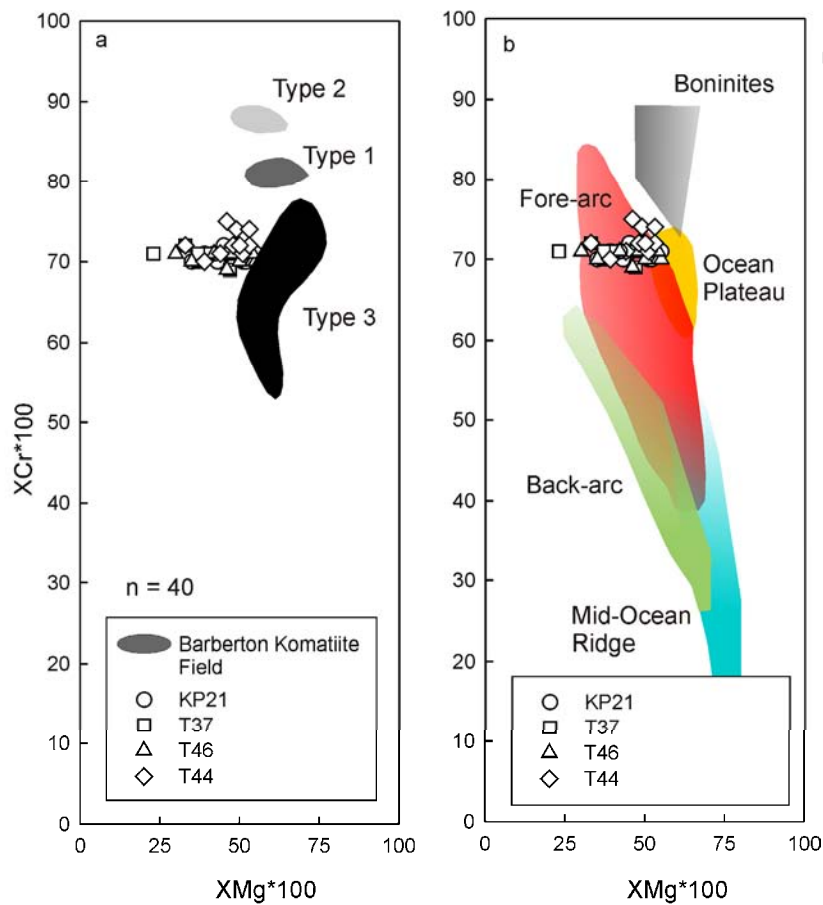 a
Type 2
Type 1
Type 3
n = 40
Barberton Komatiite
Field
KP21
T37
T46
T44
XCr*100
100
90
80
70
60
50
40
30
20
10
0
0
25
50
75
100
XMg*100
b
Boninites
Fore-arc
Ocean
Plateau
Back-arc
Mid-Ocean
Ridge
KP21
T37
T46
T44
100
90
80
70
60
50
40
30
20
10
0
0
25
50
75
100
XMg*100